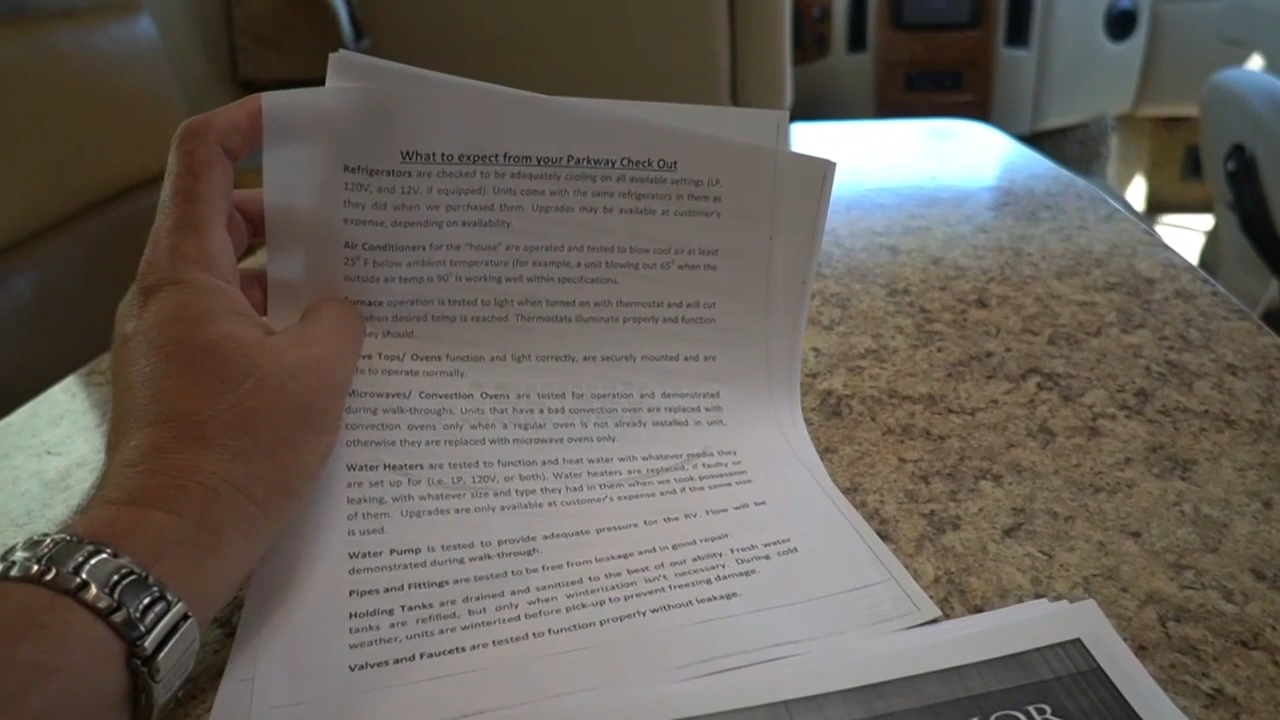 What to expect from your Parkway Check Out
Refrigerators are checked to be adequately cooling on all available settings (LP,
120V, and 12V, if equipped). Units come with the same refrigerators in them as
they did when we purchased them. Upgrades may be available at customer's
expense, depending on availability.
Air Conditioners for the "house" are operated and tested to blow cool air at least
25⁰ F below ambient temperature (for example, a unit blowing out 65⁰ when the
outside air temp is 90⁰ is working well within specifications.
urnace operation is tested to light when turned on with thermostat and will cut
hen desired temp is reached. Thermostats illuminate properly and function
ey should.
ve Tops/ Ovens function and light correctly, are securely mounted and are
fe to operate normally.
Microwaves/ Convection Ovens are tested for operation and demonstrated
during walk-throughs. Units that have a bad convection oven are replaced with
convection ovens only when a regular oven is not already installed in unit,
otherwise they are replaced with microwave ovens only.
Water Heaters are tested to function and heat water with whatever media they
are set up for (i.e. LP, 120V, or both). Water heaters are replaced, if faulty or
leaking, with whatever size and type they had in them when we took possession
of them. Upgrades are only available at customer's expense and if the same size
is used.
Water Pump is tested to provide adequate pressure for the RV. Flow will be
demonstrated during walk-through.
Pipes and Fittings are tested to be free from leakage and in good repair.
Holding Tanks are drained and sanitized to the best of our ability. Fresh water
tanks are refilled, but only when winterization isn't necessary. During cold
weather, units are winterized before pick-up to prevent freezing damage.
Valves and Faucets are tested to function properly without leakage.